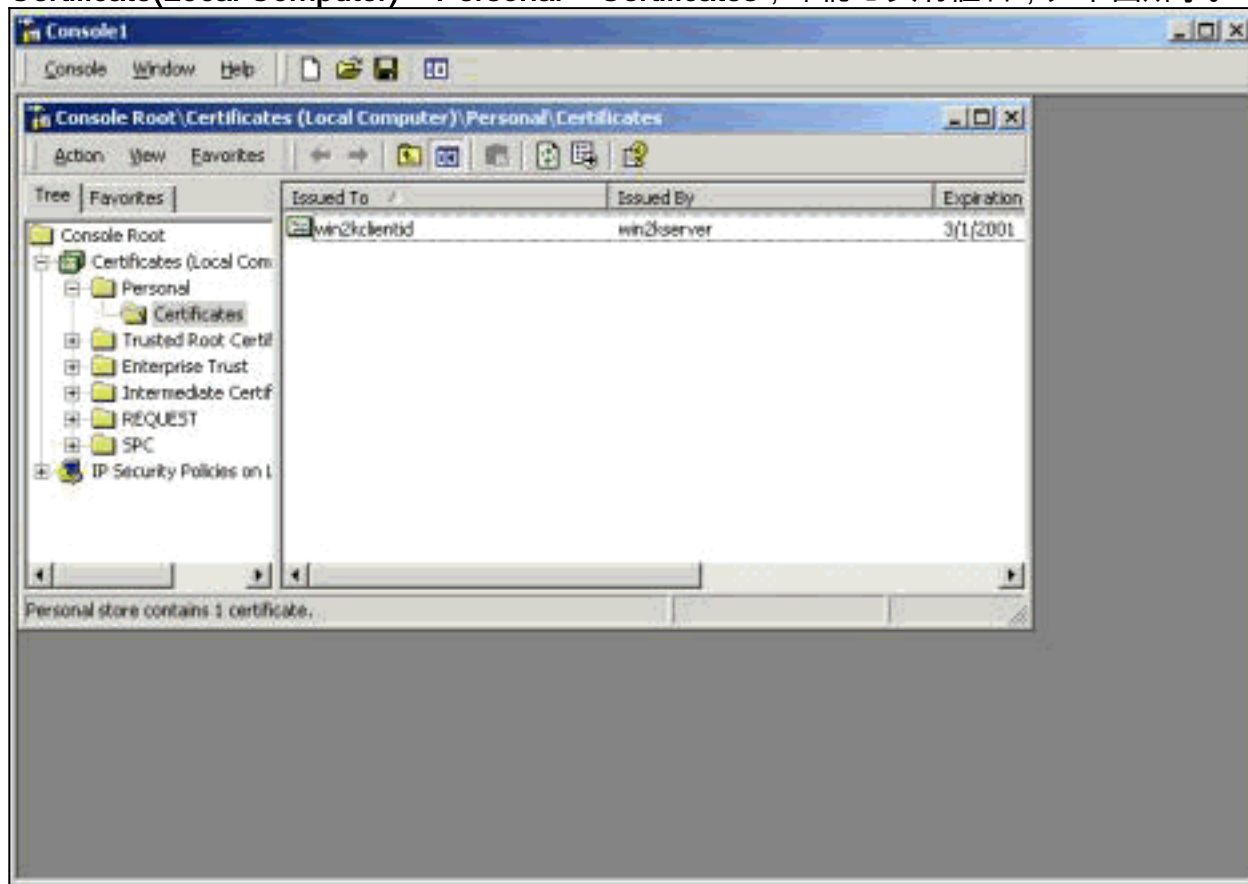 Console1
Console Window Help
Console Root\Certificates (Local Computer)\Personal\Certificates
Action View Favorites
Tree Favorites
Issued To Issued By Expiration
Console Root
Certificates (Local Com
Personal
Certificates
Trusted Root Certif
Enterprise Trust
Intermediate Certif
REQUEST
SPC
IP Security Policies on L
win2kclientid win2kserver 3/1/2001
Personal store contains 1 certificate.